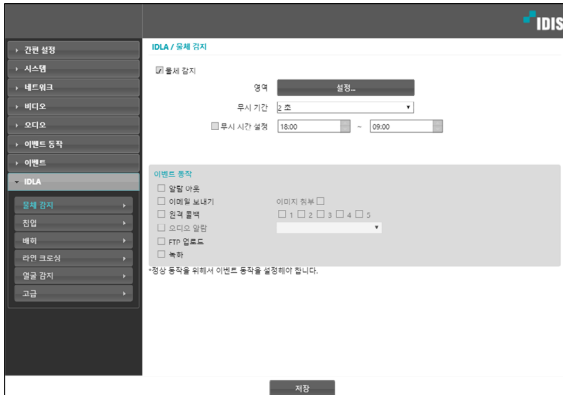 IDIS
간편 설정
시스템
네트워크
비디오
오디오
이벤트 동작
이벤트
IDLA
물체 감지
침입
배회
라인 크로싱
얼굴 감지
고급
IDLA / 물체 감지
물체 감지
영역 설정...
무시 기간 2 초
무시 시간 설정 18:00 ~ 09:00
이벤트 동작
알람 아웃
이메일 보내기 이미지 첨부
원격 콜백 1 2 3 4 5
오디오 알람
FTP 업로드
녹화
*정상 동작을 위해서 이벤트 동작을 설정해야 합니다.
저장